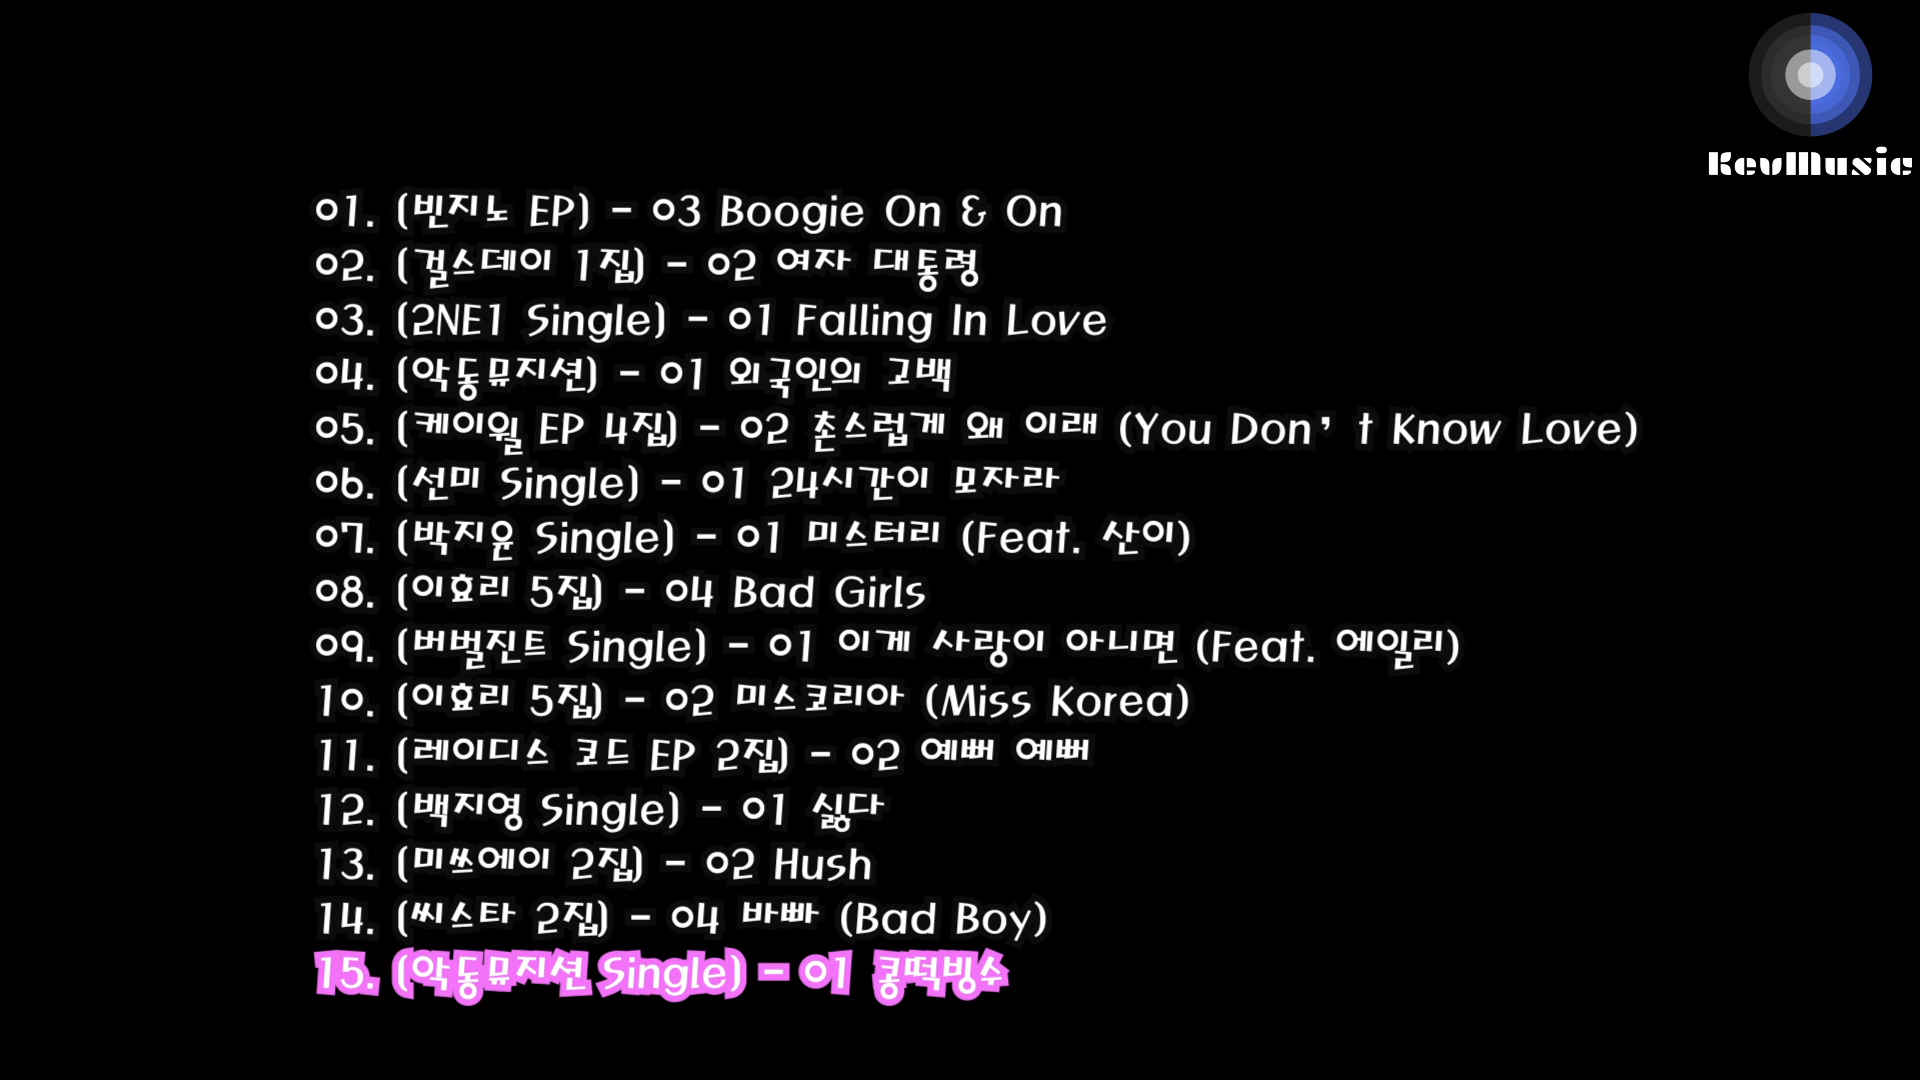 KevMusic
01. (빈지노 EP) - 03 Boogie On & On
02. (걸스데이 1집) - 02 여자 대통령
03. (2NE1 Single) - 01 Falling In Love
04. (악동뮤지션) - 01 외국인의 고백
05. (케이윌 EP 4집) - 02 촌스럽게 왜 이래 (You Don’t Know Love)
06. (선미 Single) - 01 24시간이 모자라
07. (박지윤 Single) - 01 미스터리 (Feat. 산이)
08. (이효리 5집) - 04 Bad Girls
09. (버벌진트 Single) - 01 이게 사랑이 아니면 (Feat. 에일리)
10. (이효리 5집) - 02 미스코리아 (Miss Korea)
11. (레이디스 코드 EP 2집) - 02 예뻐 예뻐
12. (백지영 Single) - 01 싫다
13. (미쓰에이 2집) - 02 Hush
14. (씨스타 2집) - 04 바빠 (Bad Boy)
15. (악동뮤지션 Single) - 01 콩떡빙수